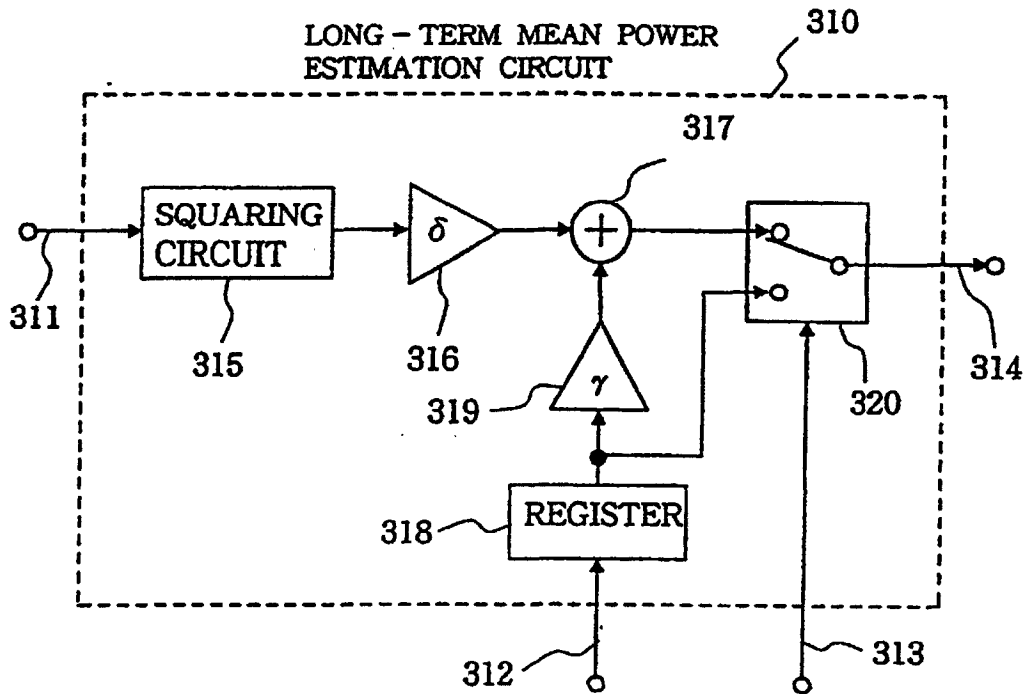 LONG-TERM MEAN POWER
ESTIMATION CIRCUIT
310
317
SQUARING
CIRCUIT
δ
+
311
315
316
319
γ
320
314
318
REGISTER
312
313